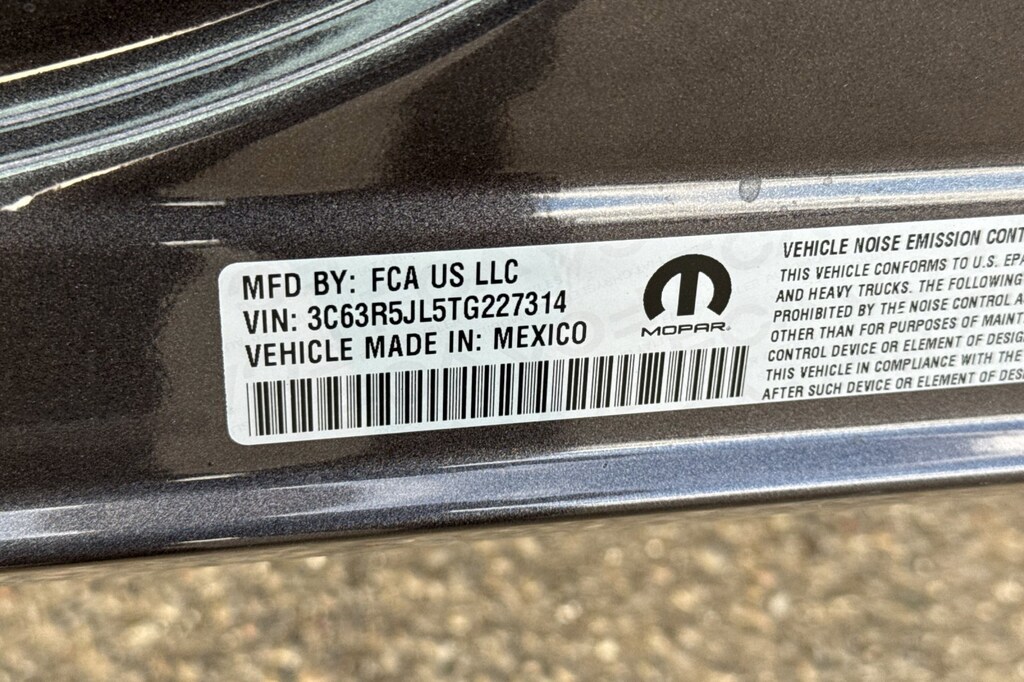 MFD BY: FCA US LLC
VIN: 3C63R5JL5TG227314
VEHICLE MADE IN: MEXICO
MOPAR®
VEHICLE NOISE EMISSION CONT
THIS VEHICLE CONFORMS TO U.S. EPA
AND HEAVY TRUCKS. THE FOLLOWING
PROHIBITED BY THE NOISE CONTROL A
OTHER THAN FOR PURPOSES OF MAINT
CONTROL DEVICE OR ELEMENT OF DESIG
THIS VEHICLE IN COMPLIANCE WITH THE
AFTER SUCH DEVICE OR ELEMENT OF DES